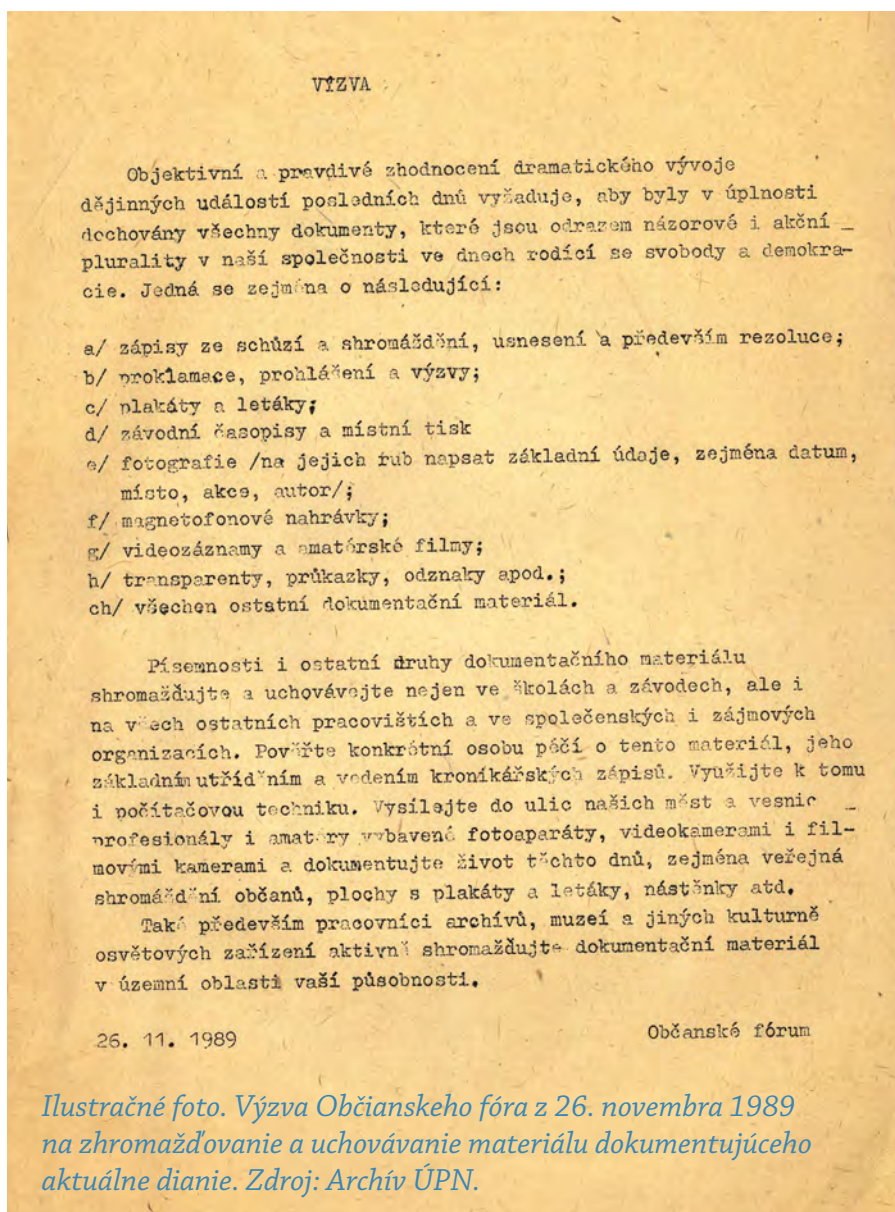 VÝZVA
Objektivní a pravdivé zhodnocení dramatického vývoje
dějinných událostí posledních dnů vyžaduje, aby byly v úplnosti
dochovány všechny dokumenty, které jsou odrazem názorové i akční
plurality v naší společnosti ve dnech rodící se svobody a demokra-
cie. Jedná se zejména o následující:
a/ zápisy ze schůzí a shromáždění, usnesení a především rezoluce;
b/ proklamace, prohlášení a výzvy;
c/ plakáty a letáky;
d/ závodní časopisy a místní tisk
e/ fotografie /na jejich rub napsat základní údaje, zejména datum,
místo, akce, autor/;
f/ magnetofonové nahrávky;
g/ videozáznamy a amatérské filmy;
h/ transparenty, průkazky, odznaky apod.;
ch/ všechen ostatní dokumentační materiál.
Písemnosti i ostatní druhy dokumentačního materiálu
shromažďujte a uchovávejte nejen ve školách a závodech, ale i
na všech ostatních pracovištích a ve společenských i zájmových
organizacích. Pověřte konkrétní osobu péčí o tento materiál, jeho
základním utříděním a vedením kronikářských zápisů. Využijte k tomu
i počítačovou techniku. Vysílejte do ulic našich měst a vesnic
profesionály i amatéry vybavené fotoaparáty, videokamerami i fil-
movými kamerami a dokumentujte život těchto dnů, zejména veřejná
shromáždění občanů, plochy s plakáty a letáky, nástěnky atd.
Také především pracovníci archívů, muzeí a jiných kulturně
osvětových zařízení aktivně shromažďujte dokumentační materiál
v územní oblasti vaší působnosti.
26. 11. 1989 Občanské fórum
Ilustračné foto. Výzva Občianskeho fóra z 26. novembra 1989
na zhromažďovanie a uchovávanie materiálu dokumentujúceho
aktuálne dianie. Zdroj: Archív ÚPN.